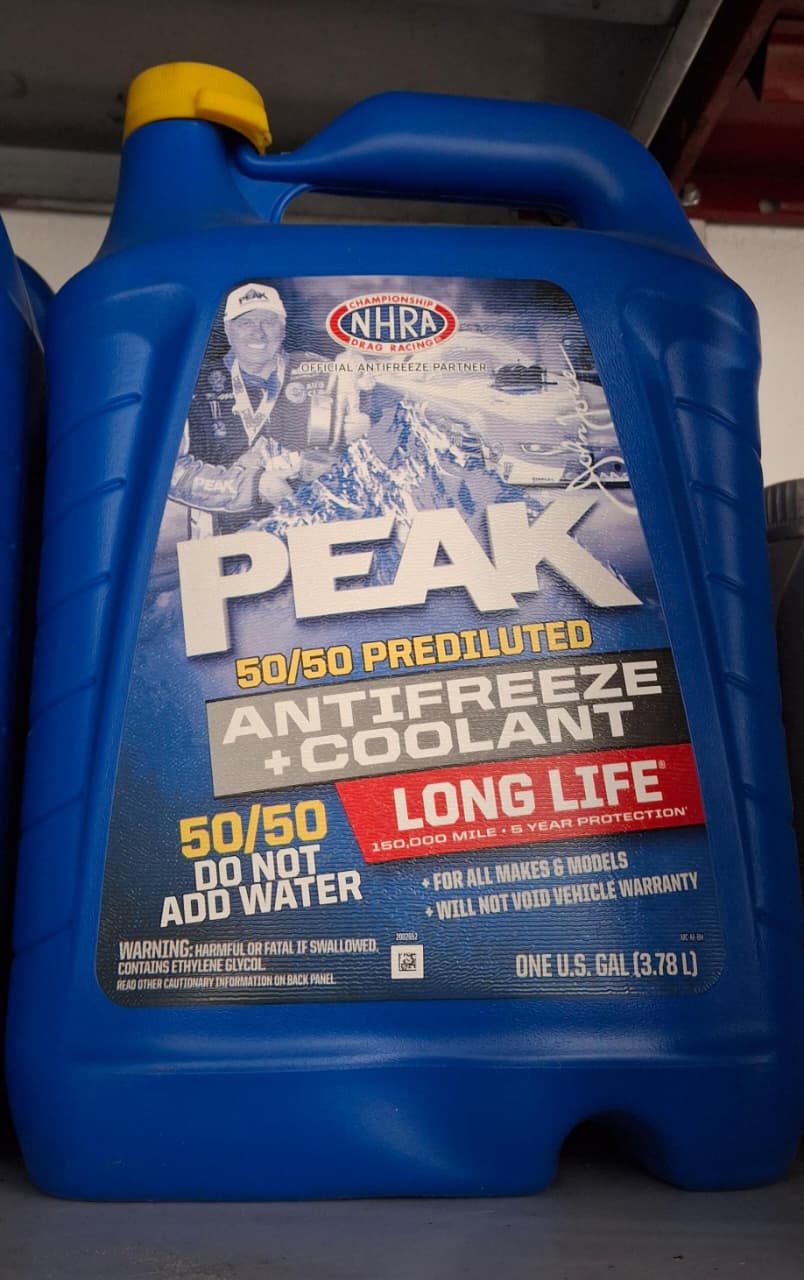 PEAK
CHAMPIONSHIP
NHRA
DRAG RACING®
OFFICIAL ANTIFREEZE PARTNER
PEAK
PEAK
50/50 PREDILUTED
ANTIFREEZE
+COOLANT
LONG LIFE®
150,000 MILE • 5 YEAR PROTECTION*
50/50
DO NOT
ADD WATER
+ FOR ALL MAKES & MODELS
+ WILL NOT VOID VEHICLE WARRANTY
WARNING: HARMFUL OR FATAL IF SWALLOWED.
CONTAINS ETHYLENE GLYCOL.
READ OTHER CAUTIONARY INFORMATION ON BACK PANEL.
2002652
ONE U.S. GAL (3.78 L)